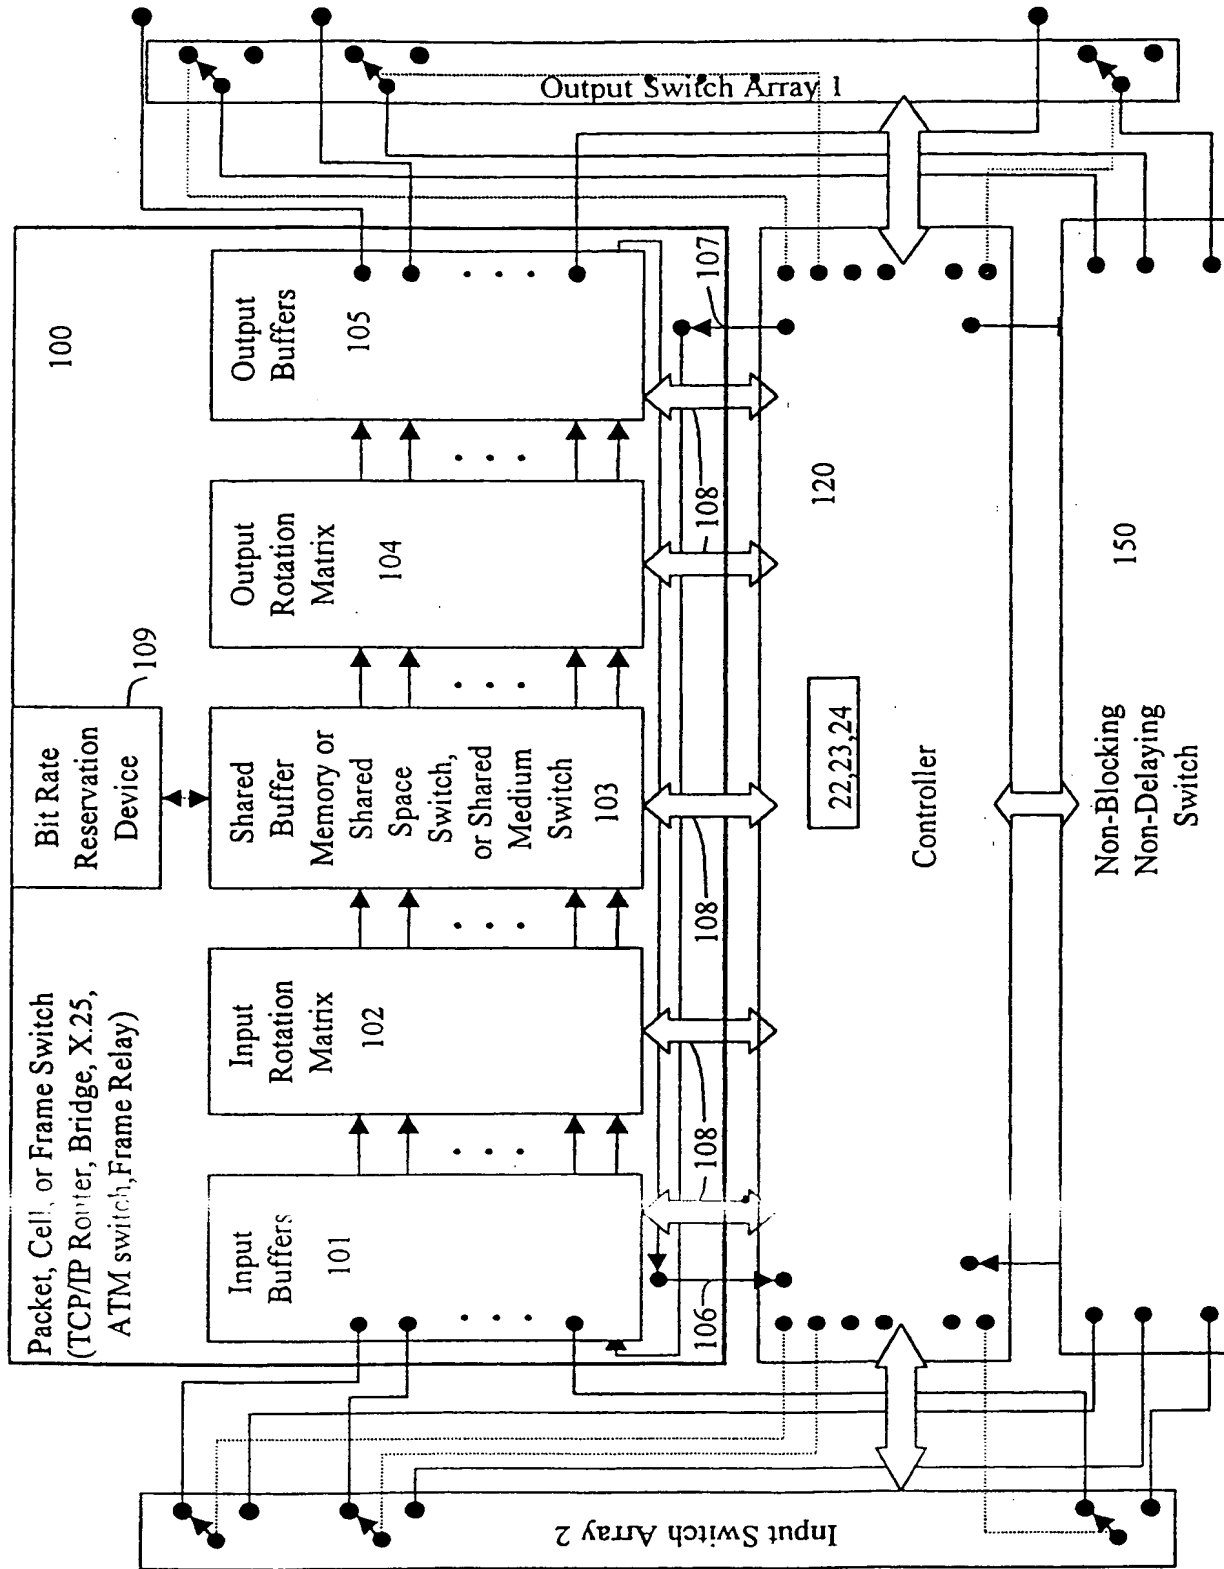 Packet, Cell, or Frame Switch
(TCP/IP Router, Bridge, X.25,
ATM switch, Frame Relay)
100
Bit Rate
Reservation
Device
109
Input
Buffers
101
Input
Rotation
Matrix
102
Shared
Buffer
Memory or
Shared
Space
Switch,
or Shared
Medium
Switch
103
Output
Rotation
Matrix
104
Output
Buffers
105
106
108
108
108
108
107
22,23,24
120
Controller
150
Non-Blocking
Non-Delaying
Switch
Input Switch Array 2
Output Switch Array 1